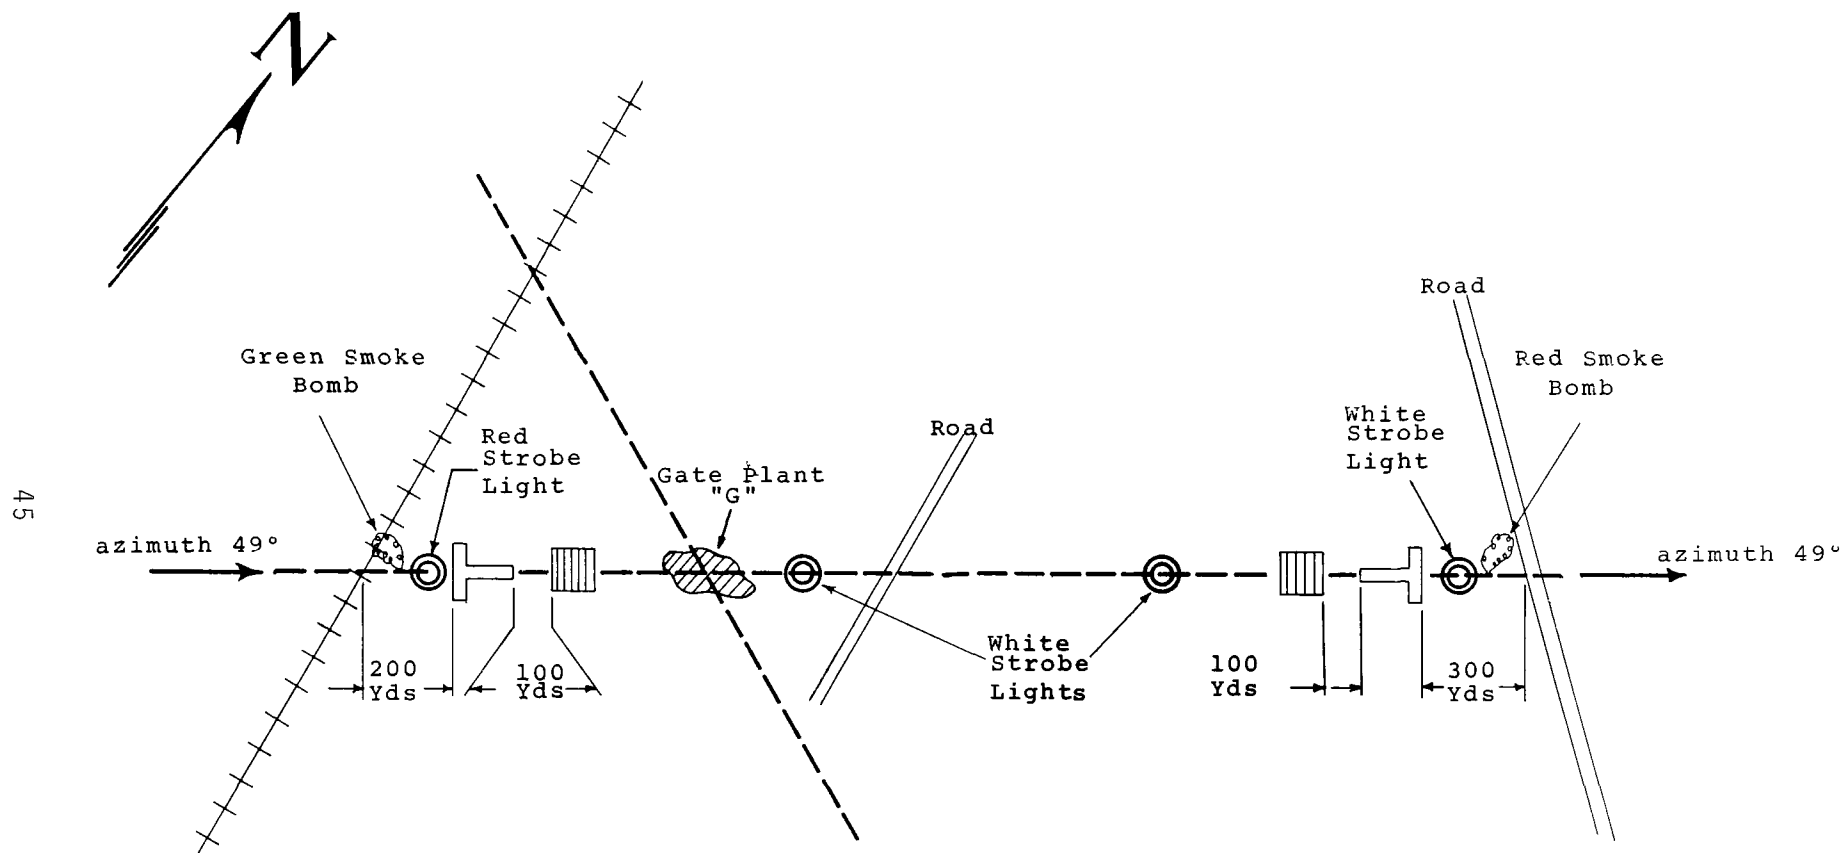 N
Road
Green Smoke
Bomb
Red Smoke
Bomb
White
Strobe
Light
Red
Strobe
Light
Road
Gate Plant
"G"
45
azimuth 49°
azimuth 49°
White
Strobe
Lights
200
Yds
100
Yds
100
Yds
300
Yds